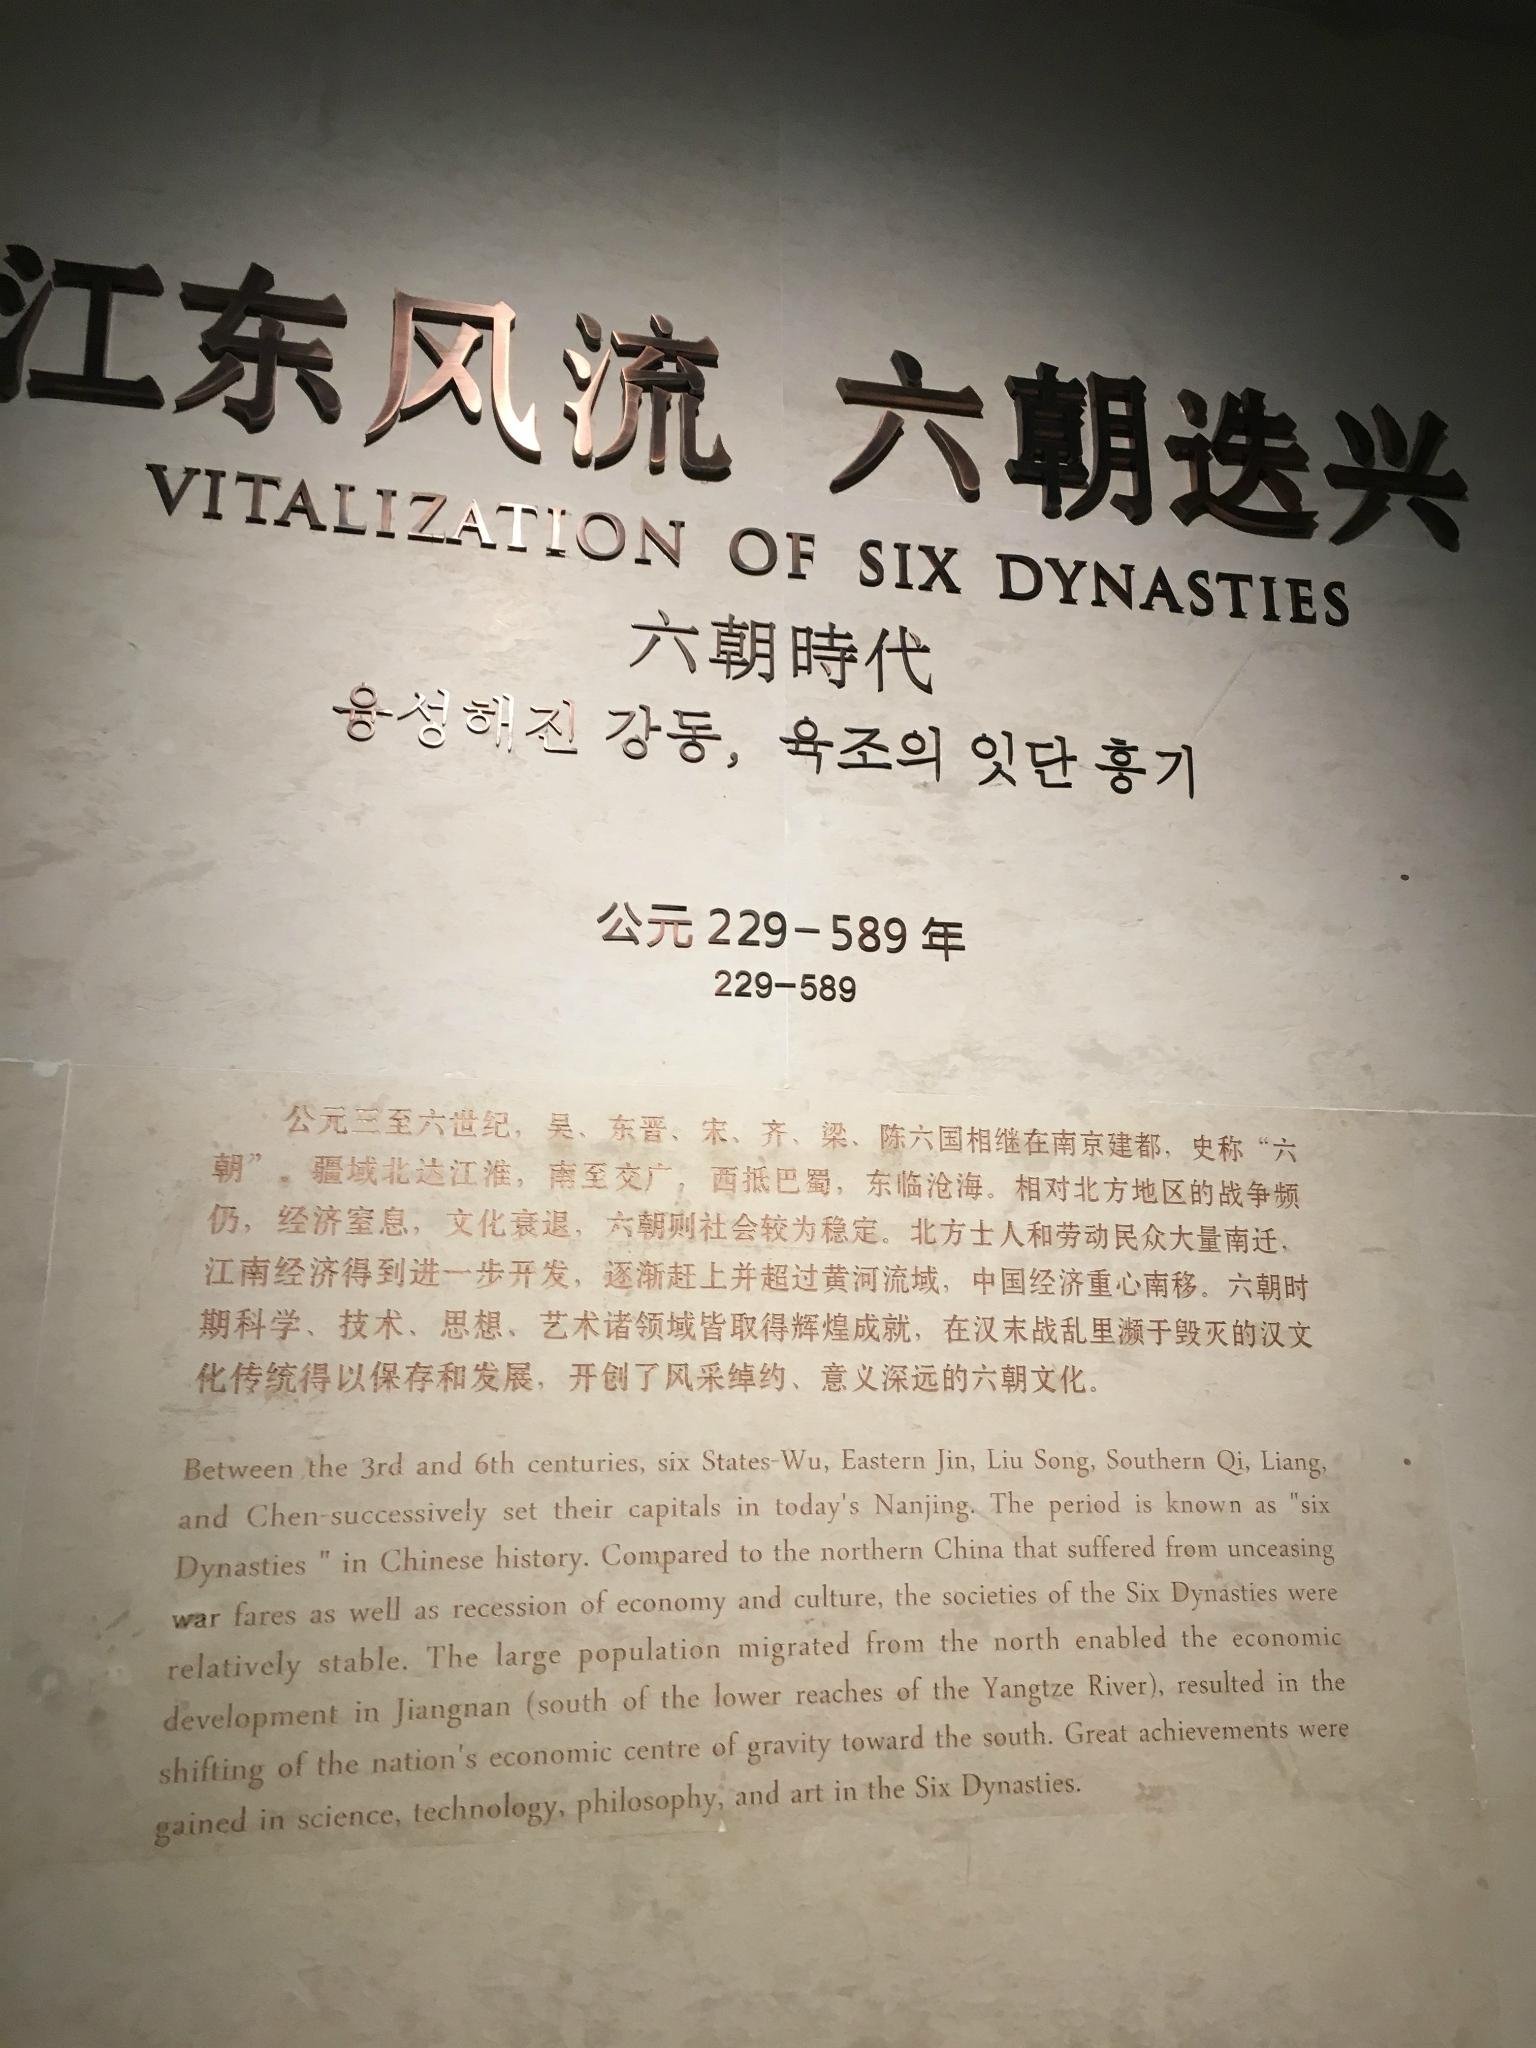 江东风流 六朝迭兴
VITALIZATION OF SIX DYNASTIES
六朝時代
융성해진 강동, 육조의 잇단 흥기
公元 229-589 年
229-589
公元三至六世纪，吴、东晋、宋、齐、梁、陈六国相继在南京建都，史称“六
朝”。疆域北达江淮，南至交广，西抵巴蜀，东临沧海。相对北方地区的战争频
仍，经济窒息，文化衰退，六朝则社会较为稳定。北方士人和劳动民众大量南迁，
江南经济得到进一步开发，逐渐赶上并超过黄河流域，中国经济重心南移。六朝时
期科学、技术、思想、艺术诸领域皆取得辉煌成就，在汉末战乱里濒于毁灭的汉文
化传统得以保存和发展，开创了风采绰约、意义深远的六朝文化。
Between the 3rd and 6th centuries, six States-Wu, Eastern Jin, Liu Song, Southern Qi, Liang,
and Chen-successively set their capitals in today's Nanjing. The period is known as "six
Dynasties " in Chinese history. Compared to the northern China that suffered from unceasing
war fares as well as recession of economy and culture, the societies of the Six Dynasties were
relatively stable. The large population migrated from the north enabled the economic
development in Jiangnan (south of the lower reaches of the Yangtze River), resulted in the
shifting of the nation's economic centre of gravity toward the south. Great achievements were
gained in science, technology, philosophy, and art in the Six Dynasties.